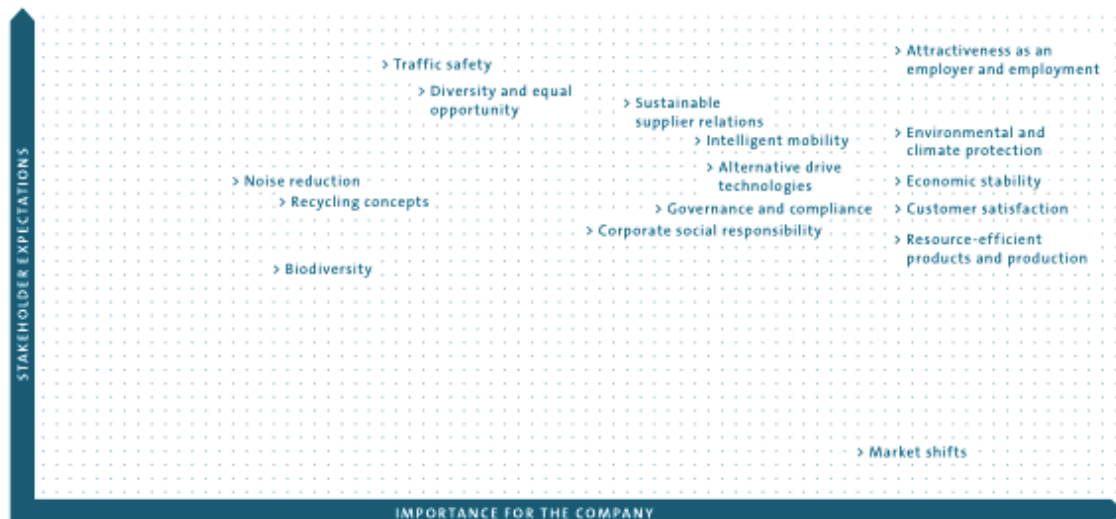 STAKEHOLDER EXPECTATIONS
> Attractiveness as an
employer and employment
> Traffic safety
> Diversity and equal
opportunity
> Sustainable
supplier relations
> Environmental and
climate protection
> Intelligent mobility
> Alternative drive
technologies
> Noise reduction
> Economic stability
> Recycling concepts
> Governance and compliance
> Customer satisfaction
> Corporate social responsibility
> Resource-efficient
products and production
> Biodiversity
> Market shifts
IMPORTANCE FOR THE COMPANY